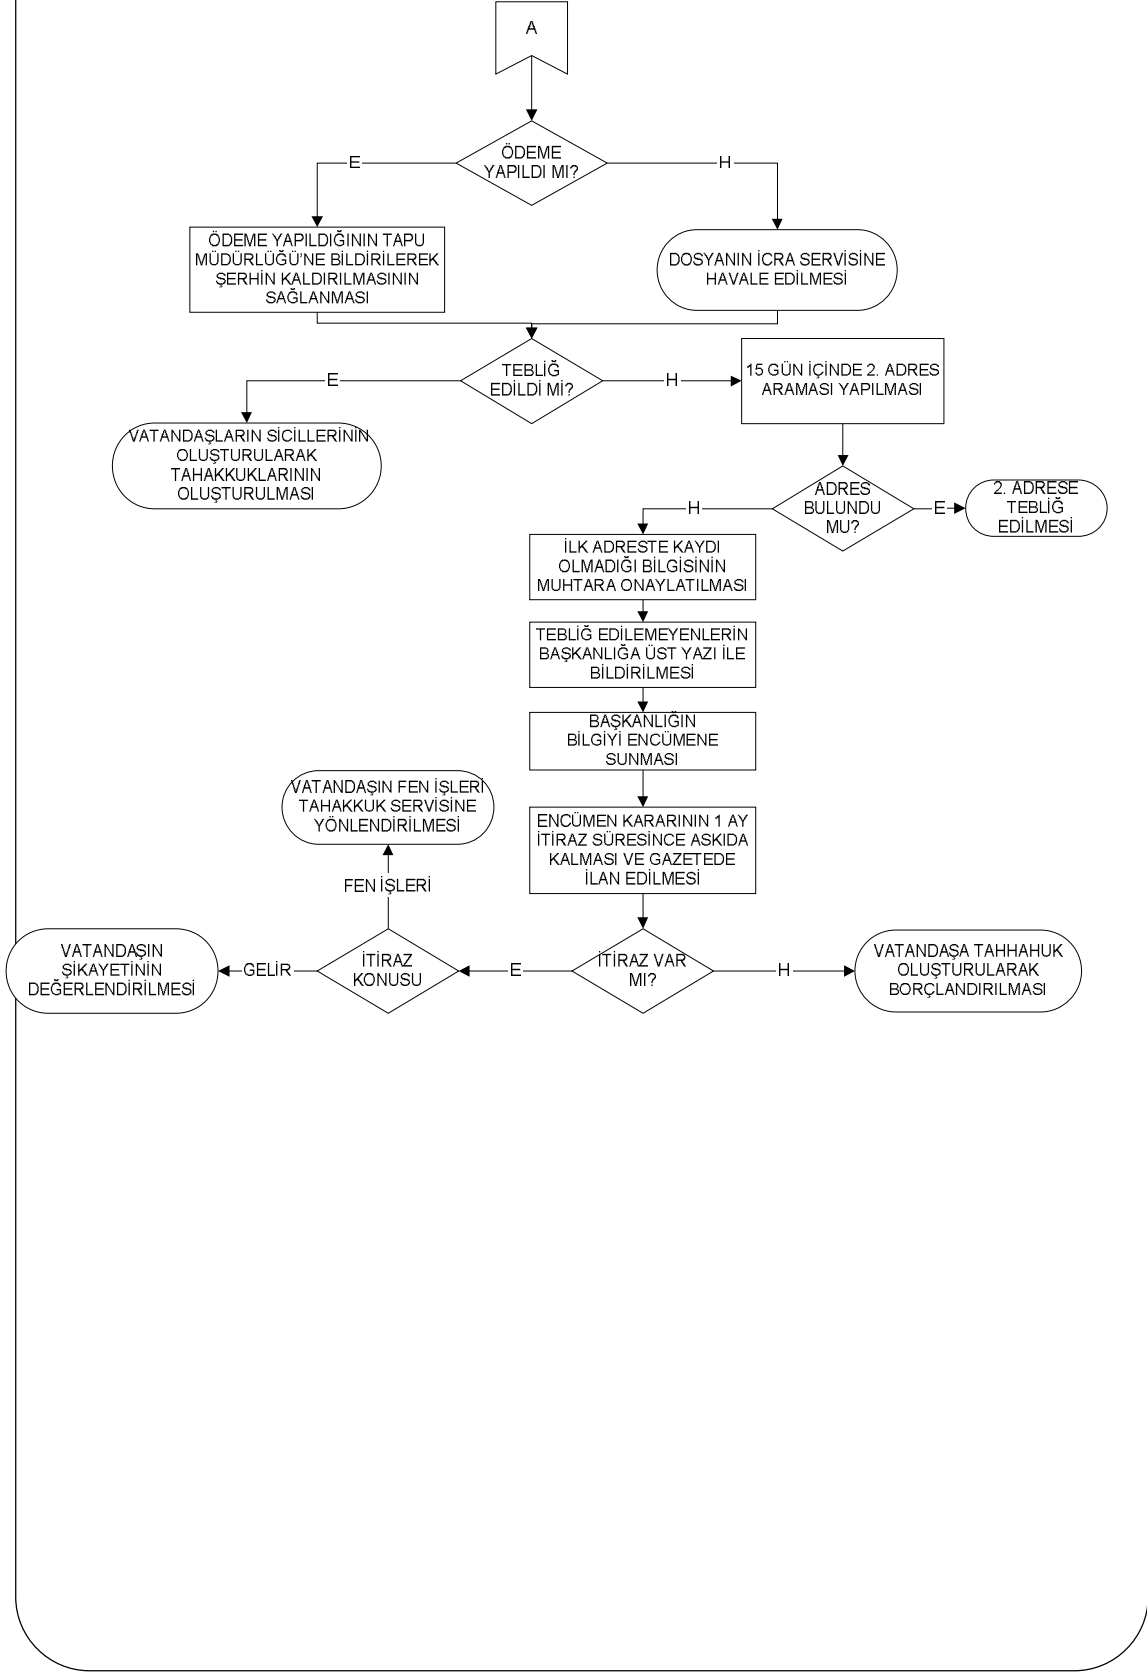 A
ÖDEME
YAPILDI MI?
E
H
ÖDEME YAPILDIĞININ TAPU
MÜDÜRLÜĞÜ'NE BİLDİRİLEREK
ŞERHİN KALDIRILMASININ
SAĞLANMASI
DOSYANIN İCRA SERVİSİNE
HAVALE EDİLMESİ
TEBLİĞ
EDİLDİ Mİ?
E
H
15 GÜN İÇİNDE 2. ADRES
ARAMASI YAPILMASI
VATANDAŞLARIN SİCİLLERİNİN
OLUŞTURULARAK
TAHAKKUKLARININ
OLUŞTURULMASI
ADRES
BULUNDU
MU?
H
E
2. ADRESE
TEBLİĞ
EDİLMESİ
İLK ADRESTE KAYDI
OLMADIĞI BİLGİSİNİN
MUHTARA ONAYLATILMASI
TEBLİĞ EDİLEMEYENLERİN
BAŞKANLIĞA ÜST YAZI İLE
BİLDİRİLMESİ
BAŞKANLIĞIN
BİLGİYİ ENCÜMENE
SUNMASI
ENCÜMEN KARARININ 1 AY
İTİRAZ SÜRESİNCE ASKIDA
KALMASI VE GAZETEDE
İLAN EDİLMESİ
VATANDAŞIN FEN İŞLERİ
TAHAKKUK SERVİSİNE
YÖNLENDİRİLMESİ
FEN İŞLERİ
VATANDAŞIN
ŞİKAYETİNİN
DEĞERLENDİRİLMESİ
GELİR
İTİRAZ
KONUSU
E
İTİRAZ VAR
MI?
H
VATANDAŞA TAHHAHUK
OLUŞTURULARAK
BORÇLANDIRILMASI